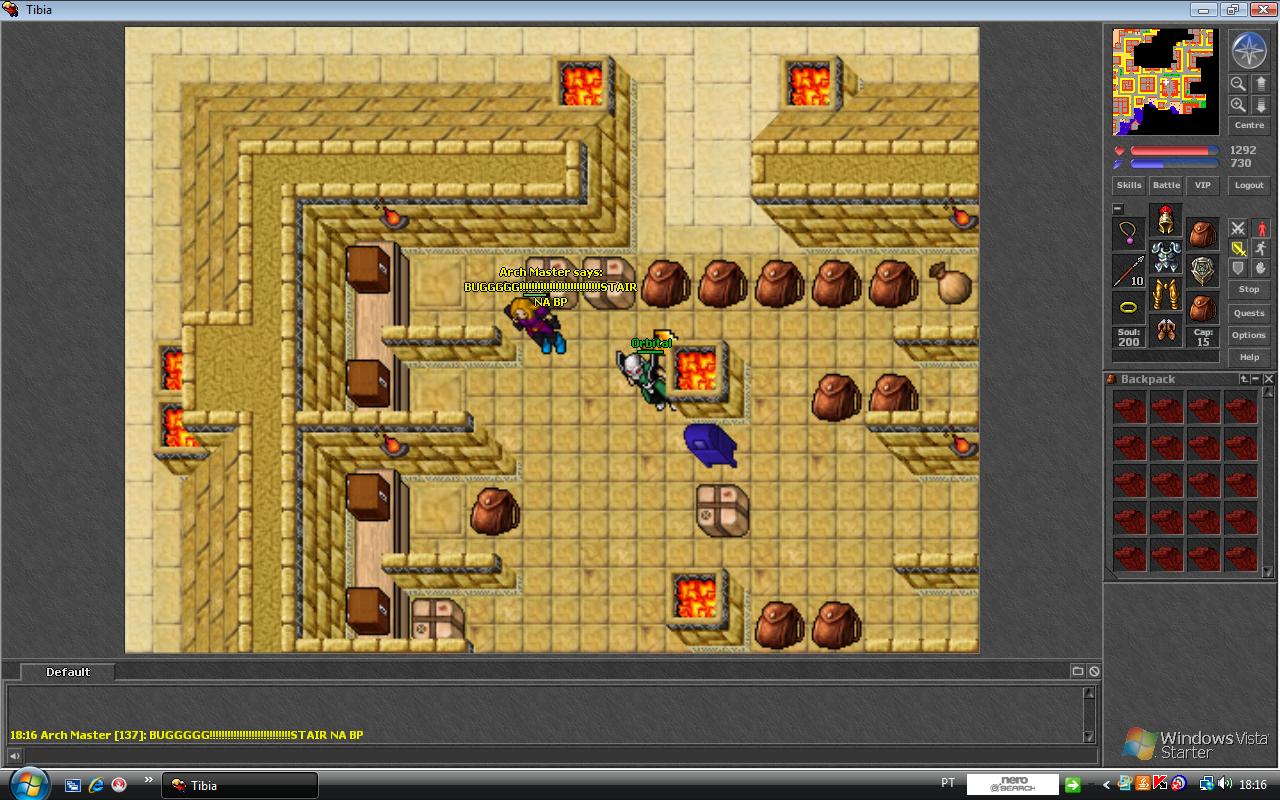 Tibia
Centre
1292
730
Skills
Battle
VIP
Logout
Arch Master says:
BUGGGGG!!!!!!!!!!!!!!!!!!!!!!!!!!!STAIR
NA BP
Orbital
10
Soul:
200
Cap:
15
Stop
Quests
Options
Help
Backpack
Default
18:16 Arch Master [137]: BUGGGGG!!!!!!!!!!!!!!!!!!!!!!!!!!!STAIR NA BP
Windows Vista
Starter
Tibia
PT
nero
SEARCH
18:16